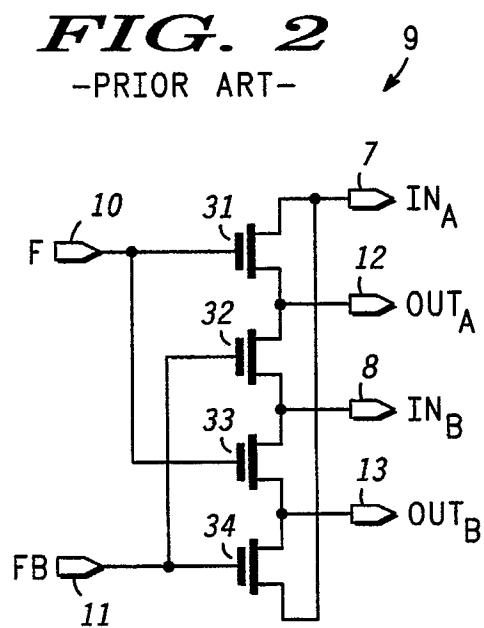 FIG. 2
-PRIOR ART-
9
7
IN_A
10
31
F
12
OUT_A
32
8
IN_B
33
13
OUT_B
34
FB
11